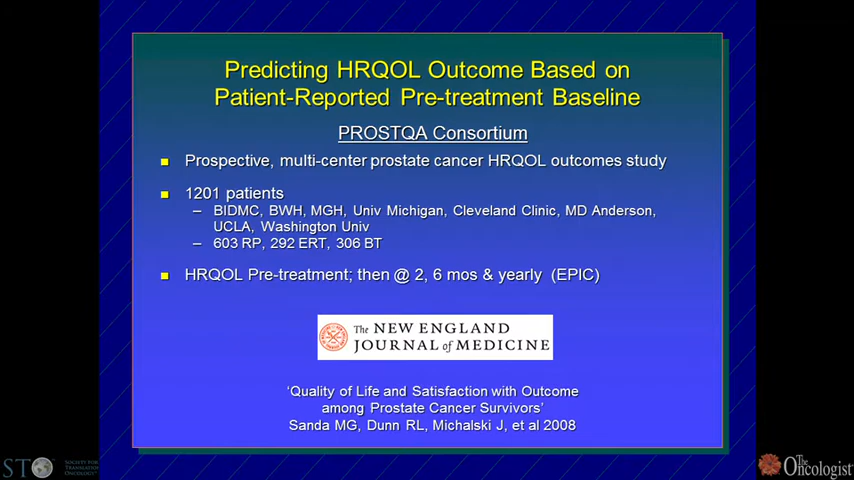 Predicting HRQOL Outcome Based on
Patient-Reported Pre-treatment Baseline
PROSTQA Consortium
Prospective, multi-center prostate cancer HRQOL outcomes study
1201 patients
– BIDMC, BWH, MGH, Univ Michigan, Cleveland Clinic, MD Anderson,
UCLA, Washington Univ
– 603 RP, 292 ERT, 306 BT
HRQOL Pre-treatment; then @ 2, 6 mos & yearly (EPIC)
The NEW ENGLAND
JOURNAL of MEDICINE
‘Quality of Life and Satisfaction with Outcome
among Prostate Cancer Survivors’
Sanda MG, Dunn RL, Michalski J, et al 2008
STO
SOCIETY FOR
TRANSLATIONAL
ONCOLOGY
The
Oncologist